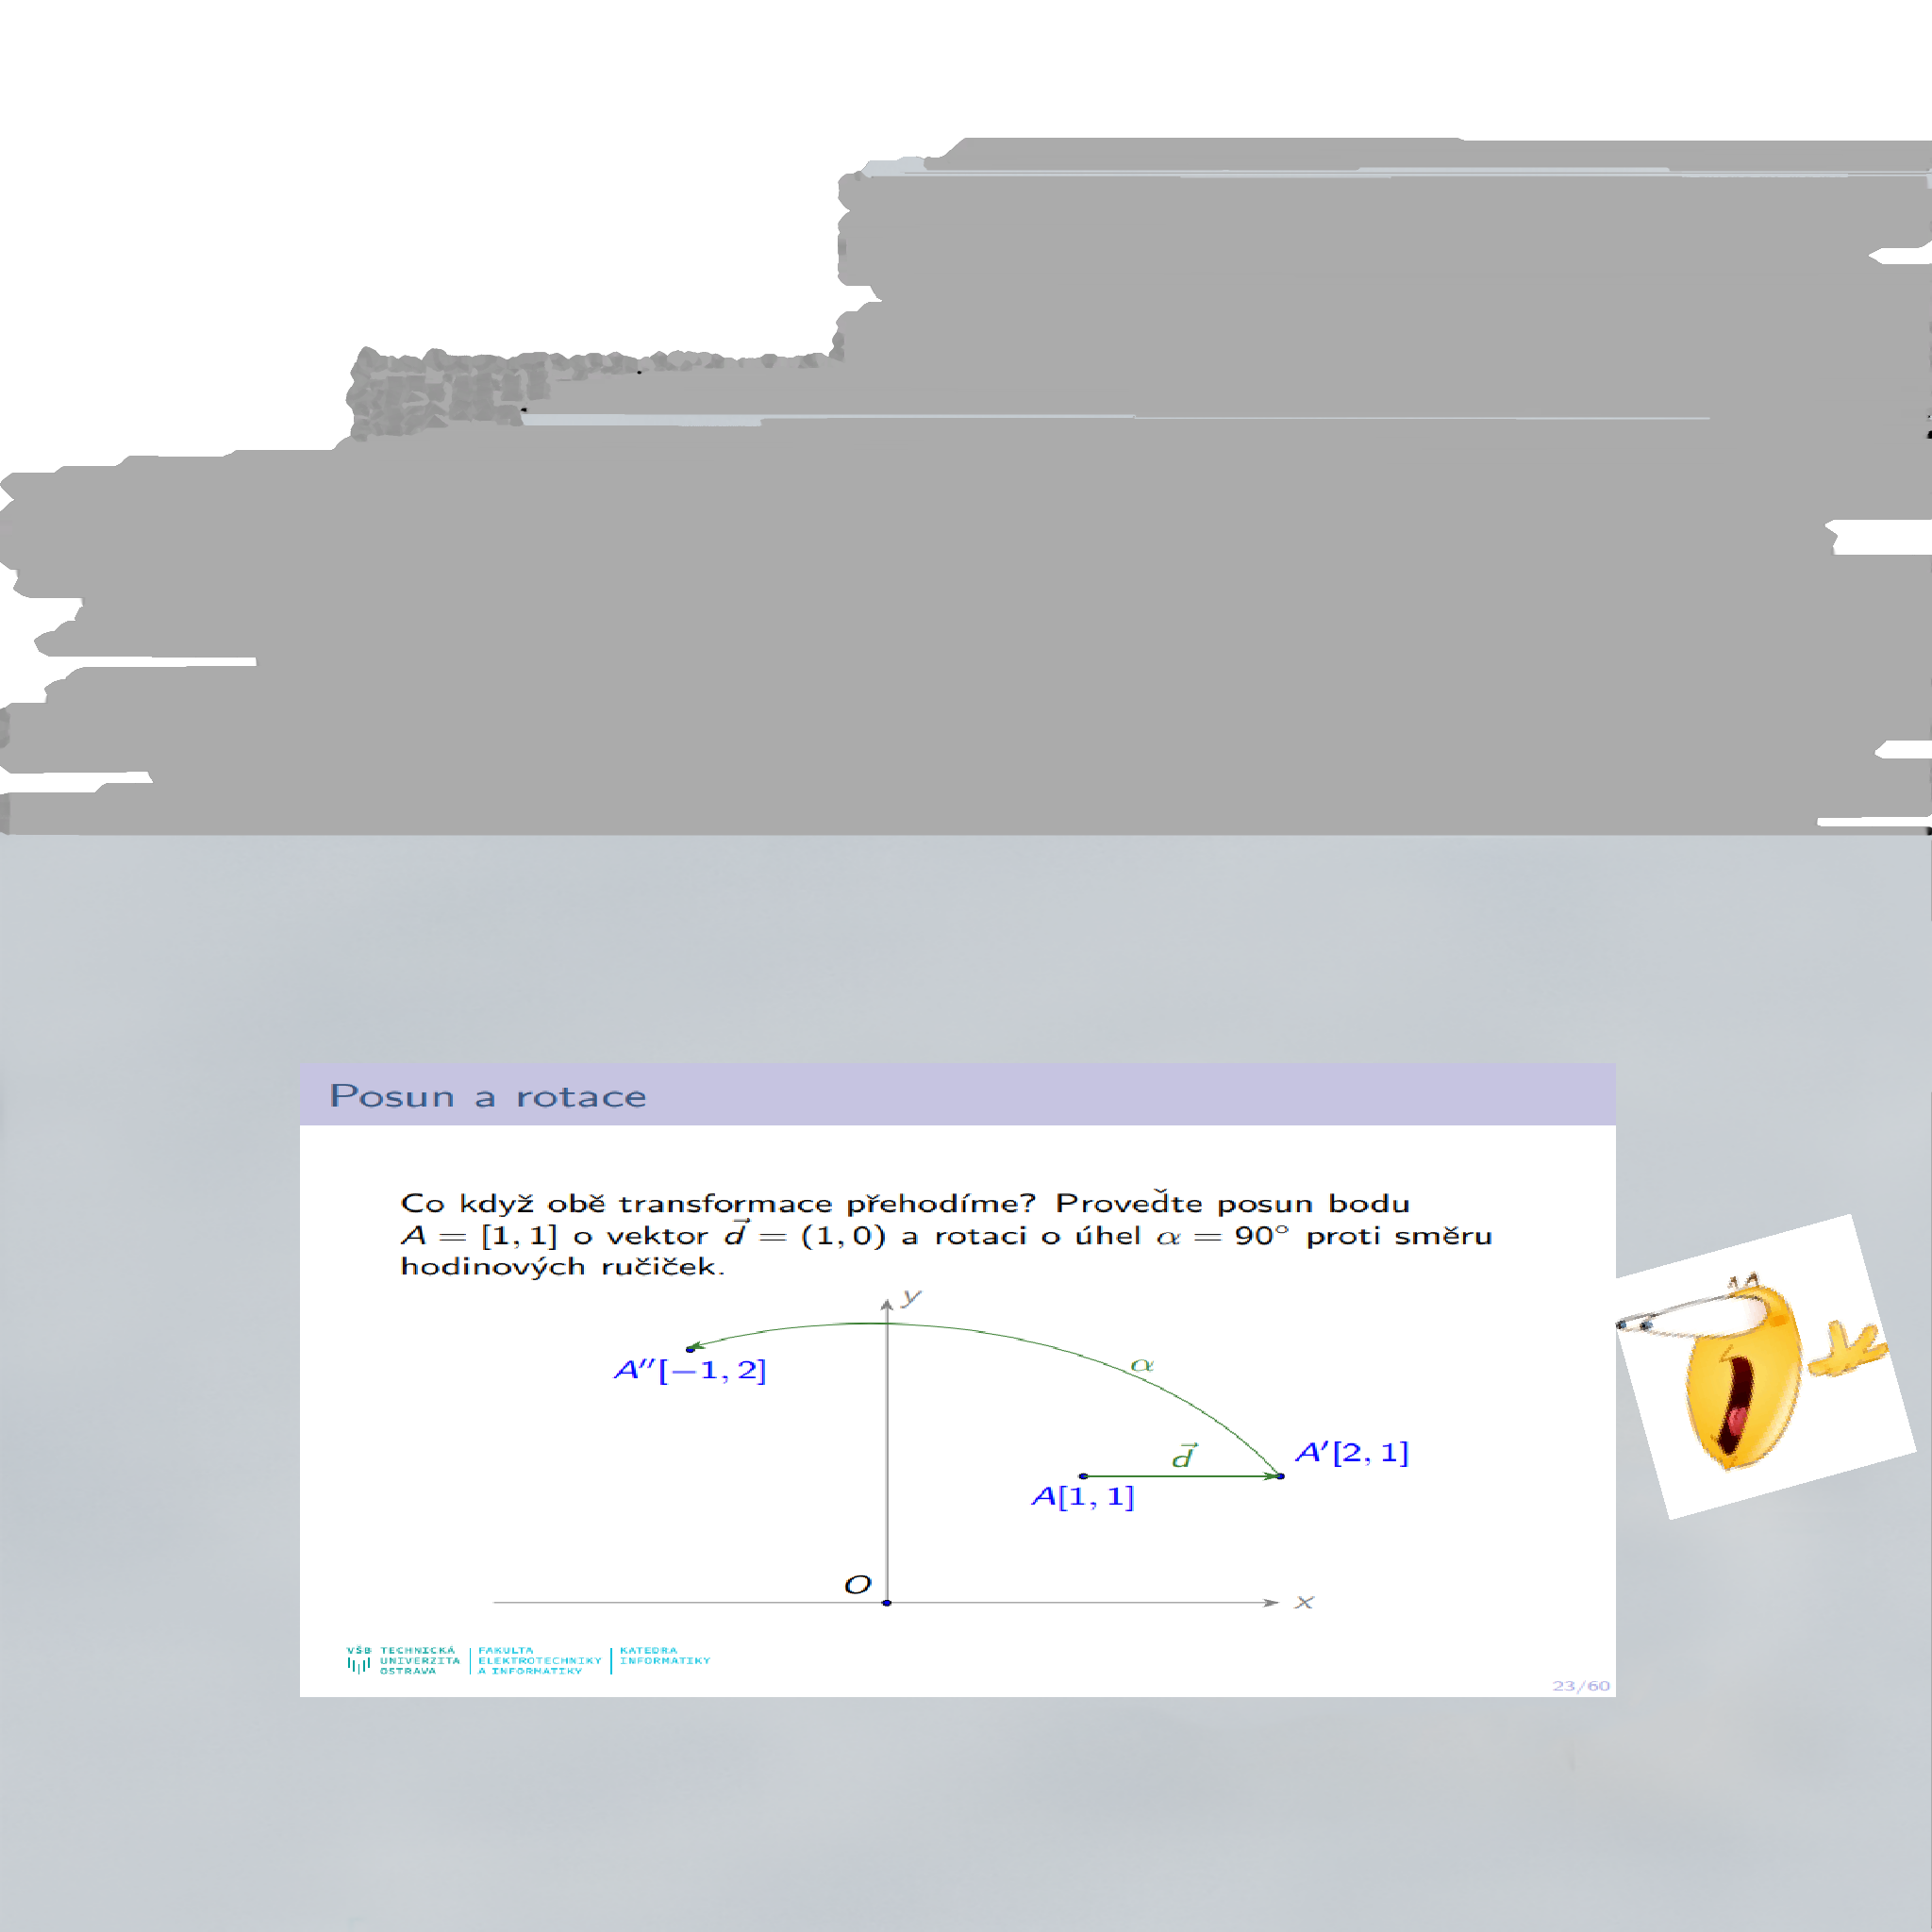 Posun a rotace
Co když obě transformace přehodíme? Proveďte posun bodu
A = [1, 1] o vektor d⃗ = (1, 0) a rotaci o úhel α = 90° proti směru
hodinových ručiček.
y
A″[−1, 2]
α
d⃗
A′[2, 1]
A[1, 1]
O
x
VŠB TECHNICKÁ
UNIVERZITA
OSTRAVA
FAKULTA
ELEKTROTECHNIKY
A INFORMATIKY
KATEDRA
INFORMATIKY
23/60